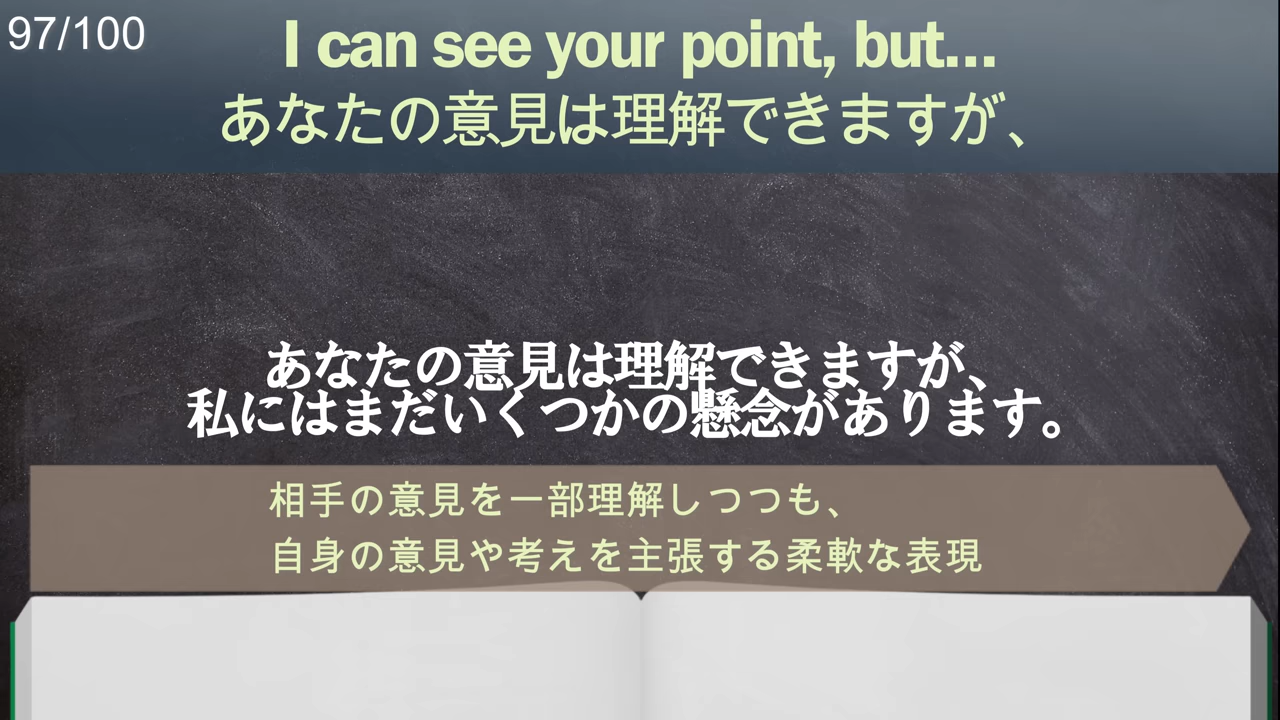 97/100
I can see your point, but...
あなたの意見は理解できますが、
あなたの意見は理解できますが、
私にはまだいくつかの懸念があります。
相手の意見を一部理解しつつも、
自身の意見や考えを主張する柔軟な表現